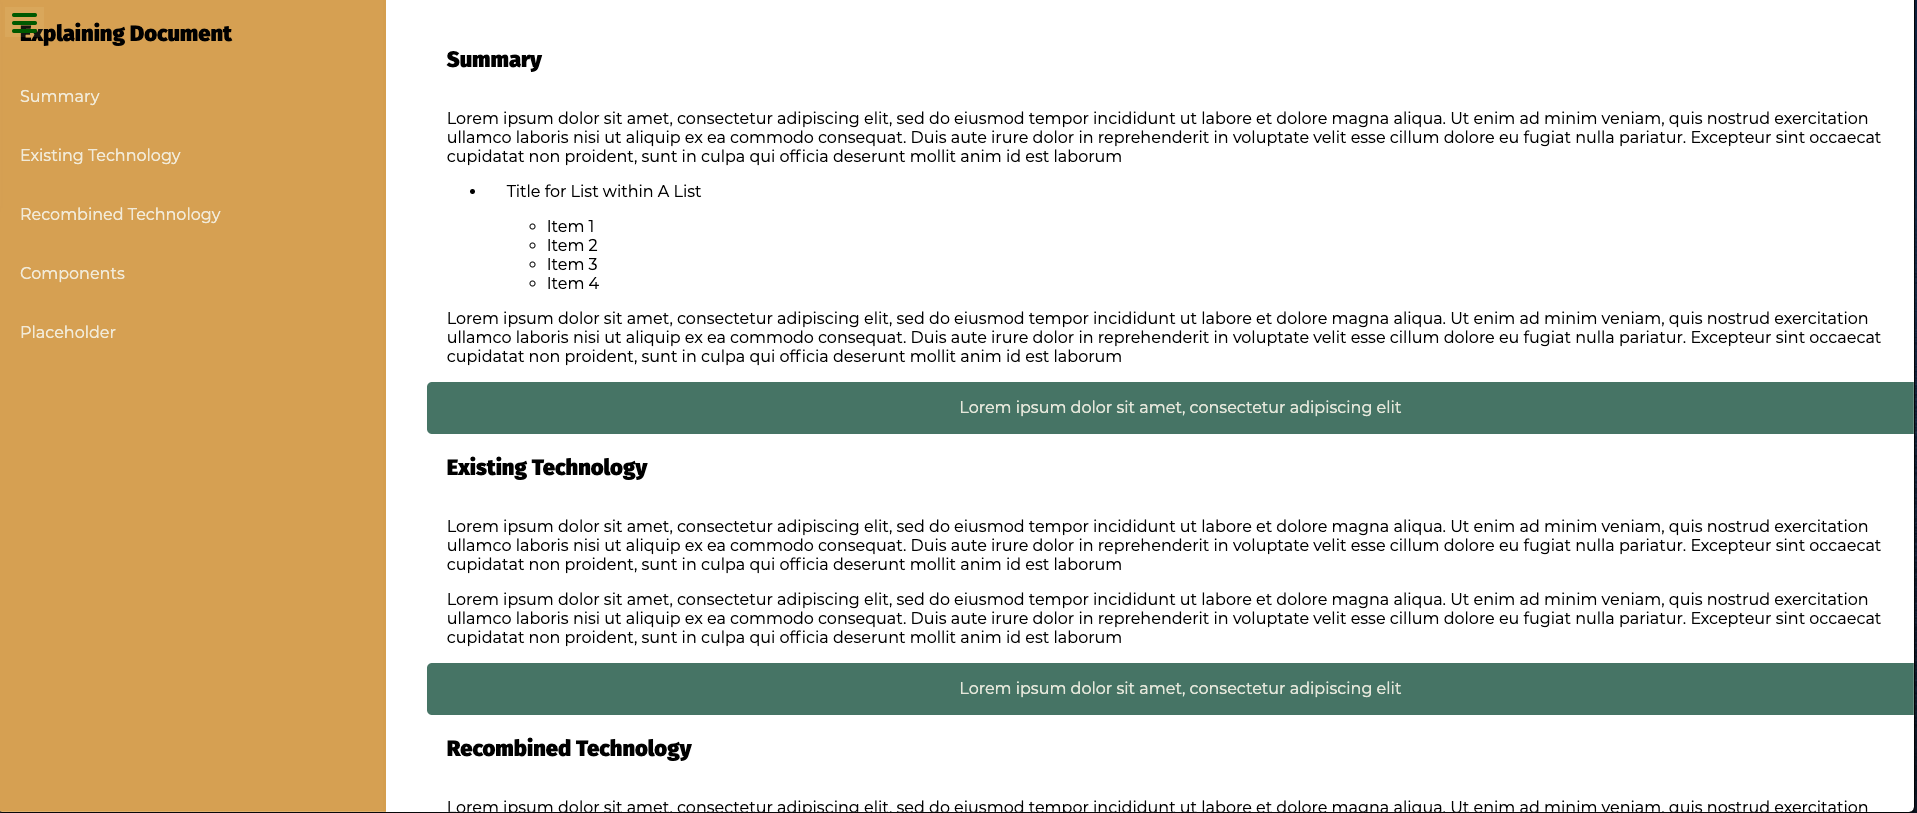 Explaining Document
Summary
Existing Technology
Recombined Technology
Components
Placeholder
Summary
Lorem ipsum dolor sit amet, consectetur adipiscing elit, sed do eiusmod tempor incididunt ut labore et dolore magna aliqua. Ut enim ad minim veniam, quis nostrud exercitation
ullamco laboris nisi ut aliquip ex ea commodo consequat. Duis aute irure dolor in reprehenderit in voluptate velit esse cillum dolore eu fugiat nulla pariatur. Excepteur sint occaecat
cupidatat non proident, sunt in culpa qui officia deserunt mollit anim id est laborum
Title for List within A List
Item 1
Item 2
Item 3
Item 4
Lorem ipsum dolor sit amet, consectetur adipiscing elit, sed do eiusmod tempor incididunt ut labore et dolore magna aliqua. Ut enim ad minim veniam, quis nostrud exercitation
ullamco laboris nisi ut aliquip ex ea commodo consequat. Duis aute irure dolor in reprehenderit in voluptate velit esse cillum dolore eu fugiat nulla pariatur. Excepteur sint occaecat
cupidatat non proident, sunt in culpa qui officia deserunt mollit anim id est laborum
Lorem ipsum dolor sit amet, consectetur adipiscing elit
Existing Technology
Lorem ipsum dolor sit amet, consectetur adipiscing elit, sed do eiusmod tempor incididunt ut labore et dolore magna aliqua. Ut enim ad minim veniam, quis nostrud exercitation
ullamco laboris nisi ut aliquip ex ea commodo consequat. Duis aute irure dolor in reprehenderit in voluptate velit esse cillum dolore eu fugiat nulla pariatur. Excepteur sint occaecat
cupidatat non proident, sunt in culpa qui officia deserunt mollit anim id est laborum
Lorem ipsum dolor sit amet, consectetur adipiscing elit, sed do eiusmod tempor incididunt ut labore et dolore magna aliqua. Ut enim ad minim veniam, quis nostrud exercitation
ullamco laboris nisi ut aliquip ex ea commodo consequat. Duis aute irure dolor in reprehenderit in voluptate velit esse cillum dolore eu fugiat nulla pariatur. Excepteur sint occaecat
cupidatat non proident, sunt in culpa qui officia deserunt mollit anim id est laborum
Lorem ipsum dolor sit amet, consectetur adipiscing elit
Recombined Technology
Lorem ipsum dolor sit amet, consectetur adipiscing elit, sed do eiusmod tempor incididunt ut labore et dolore magna aliqua. Ut enim ad minim veniam, quis nostrud exercitation